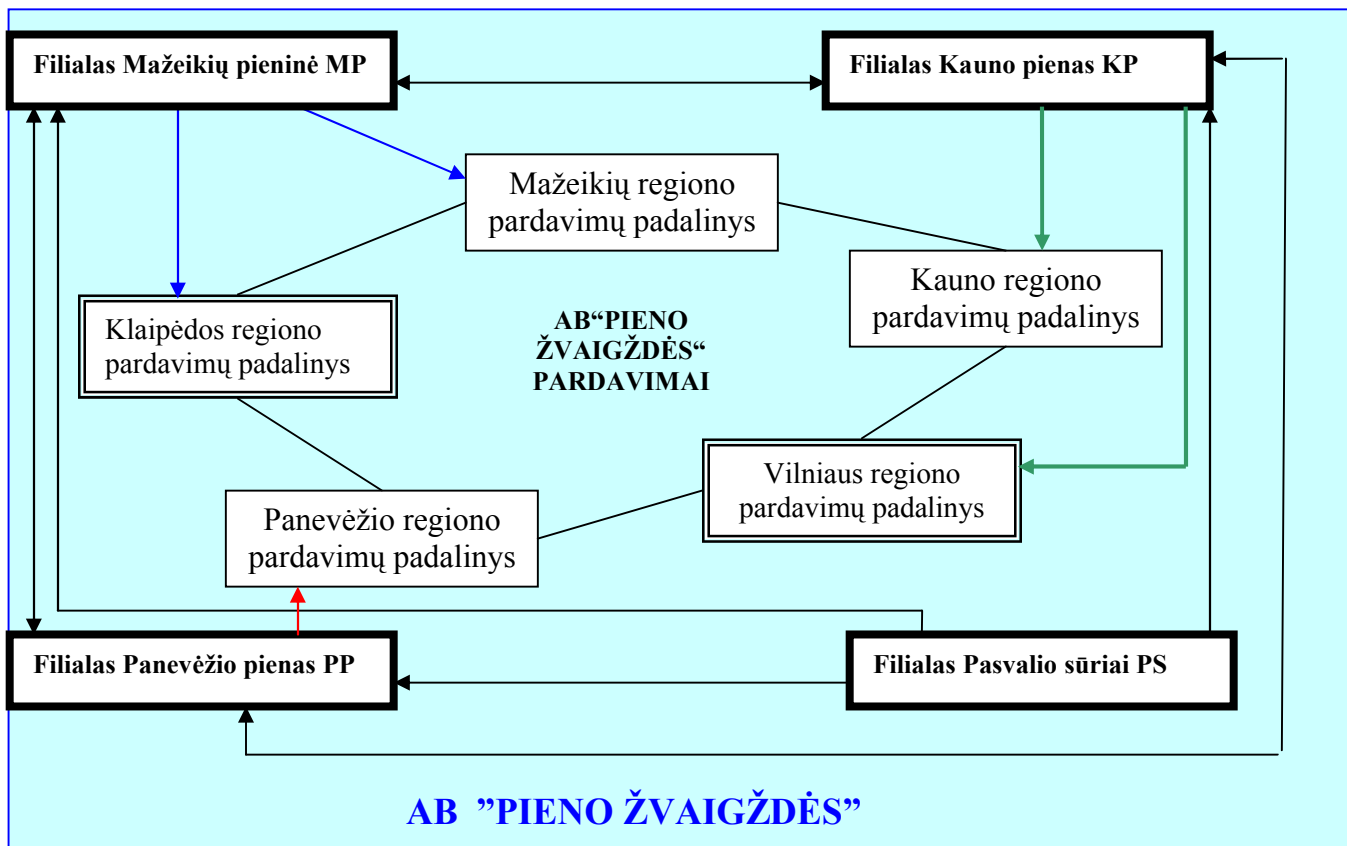 Filialas Mažeikių pieninė MP
Filialas Kauno pienas KP
Mažeikių regiono
pardavimų padalinys
Kauno regiono
pardavimų padalinys
Klaipėdos regiono
pardavimų padalinys
AB“PIENO
ŽVAIGŽDĖS“
PARDAVIMAI
Vilniaus regiono
pardavimų padalinys
Panevėžio regiono
pardavimų padalinys
Filialas Panevėžio pienas PP
Filialas Pasvalio sūriai PS
AB ”PIENO ŽVAIGŽDĖS”